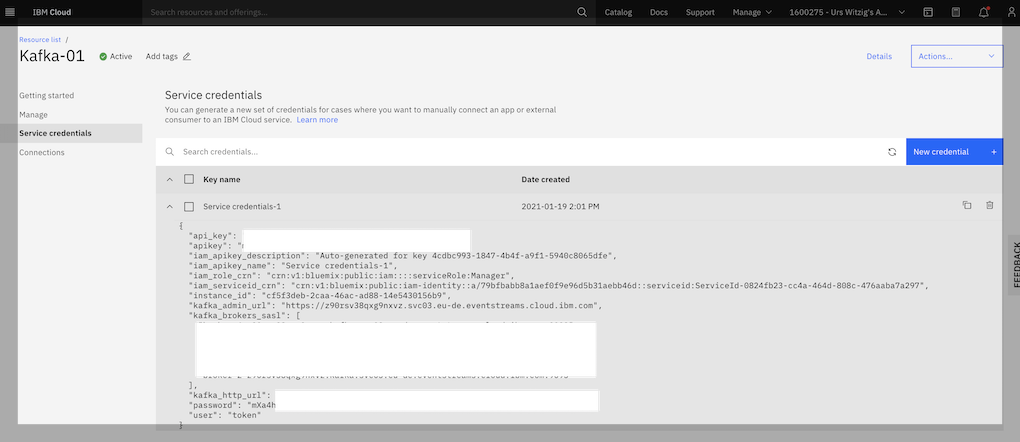 IBM Cloud
Search resources and offerings...
Catalog
Docs
Support
Manage
1600275 - Urs Witzig's A...
Resource list /
Kafka-01
Active
Add tags
Details
Actions...
Getting started
Manage
Service credentials
Connections
Service credentials
You can generate a new set of credentials for cases where you want to manually connect an app or external
consumer to an IBM Cloud service. Learn more
Search credentials...
New credential +
Key name
Date created
Service credentials-1
2021-01-19 2:01 PM
{
"api_key":
"apikey":
"iam_apikey_description": "Auto-generated for key 4cdbc993-1847-4b4f-a9f1-5940c8065dfe",
"iam_apikey_name": "Service credentials-1",
"iam_role_crn": "crn:v1:bluemix:public:iam::::serviceRole:Manager",
"iam_serviceid_crn": "crn:v1:bluemix:public:iam-identity::a/79bfbabb8a1aef0f9e96d5b31aebb46d::serviceid:ServiceId-0824fb23-cc4a-464d-808c-476aaba7a297",
"instance_id": "cf5f3deb-2caa-46ac-ad88-14e5430156b9",
"kafka_admin_url": "https://z90rsv38qxg9nxvz.svc03.eu-de.eventstreams.cloud.ibm.com",
"kafka_brokers_sasl": [
],
"kafka_http_url":
"password": "mXa4h
"user": "token"
}
FEEDBACK